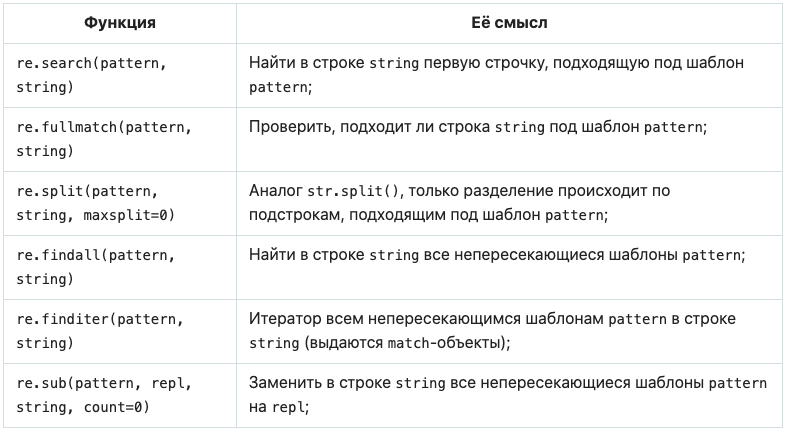 Функция
Её смысл
re.search(pattern,
string)
Найти в строке string первую строчку, подходящую под шаблон
pattern;
re.fullmatch(pattern,
string)
Проверить, подходит ли строка string под шаблон pattern;
re.split(pattern,
string, maxsplit=0)
Аналог str.split(), только разделение происходит по
подстрокам, подходящим под шаблон pattern;
re.findall(pattern,
string)
Найти в строке string все непересекающиеся шаблоны pattern;
re.finditer(pattern,
string)
Итератор всем непересекающимся шаблонам pattern в строке
string (выдаются match-объекты);
re.sub(pattern, repl,
string, count=0)
Заменить в строке string все непересекающиеся шаблоны pattern
на repl;